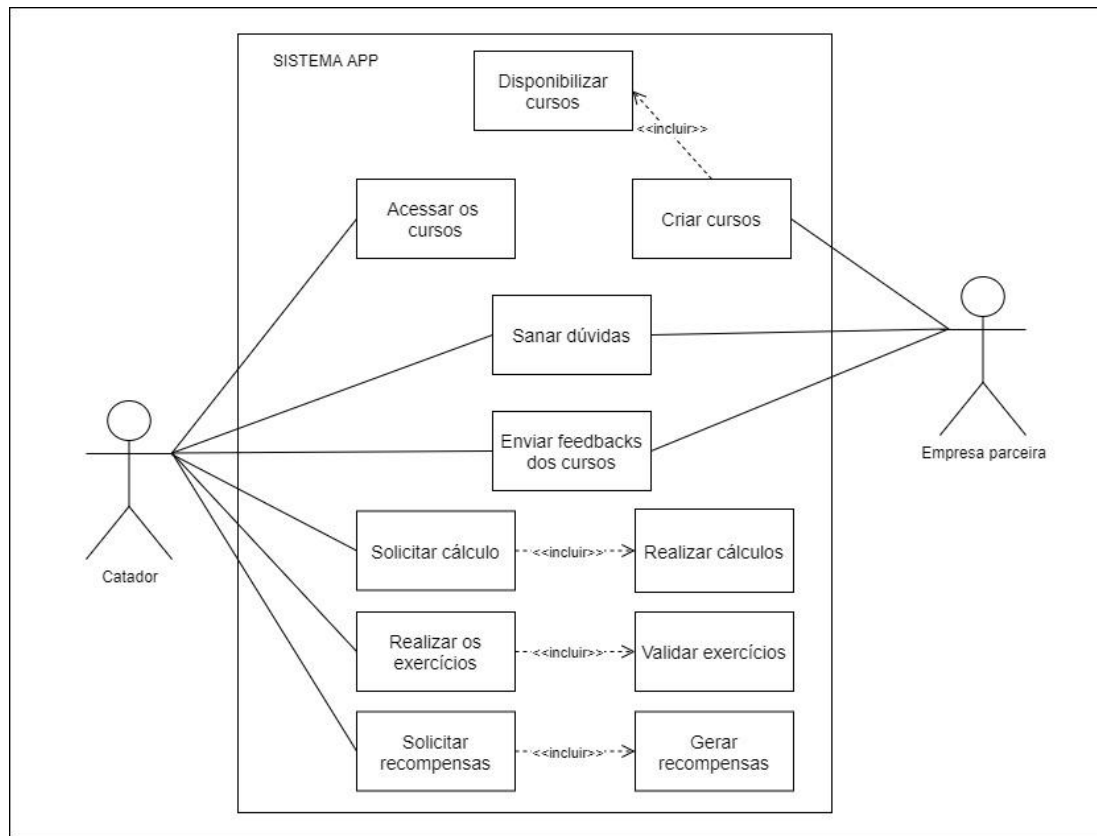 SISTEMA APP
Disponibilizar
cursos
<<incluir>>
Acessar os
cursos
Criar cursos
Sanar dúvidas
Enviar feedbacks
dos cursos
Empresa parceira
Catador
Solicitar cálculo
<<incluir>>
Realizar cálculos
Realizar os
exercícios
<<incluir>>
Validar exercícios
Solicitar
recompensas
<<incluir>>
Gerar
recompensas